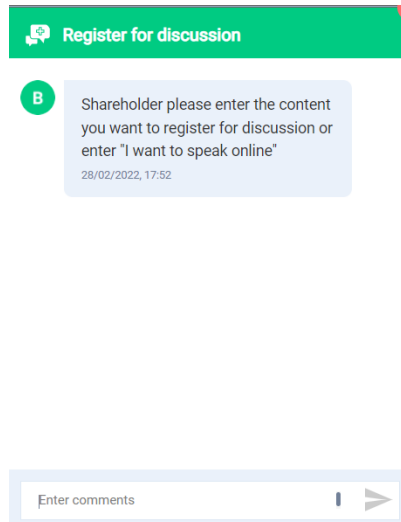 Register for discussion
B
Shareholder please enter the content
you want to register for discussion or
enter "I want to speak online"
28/02/2022, 17:52
Enter comments